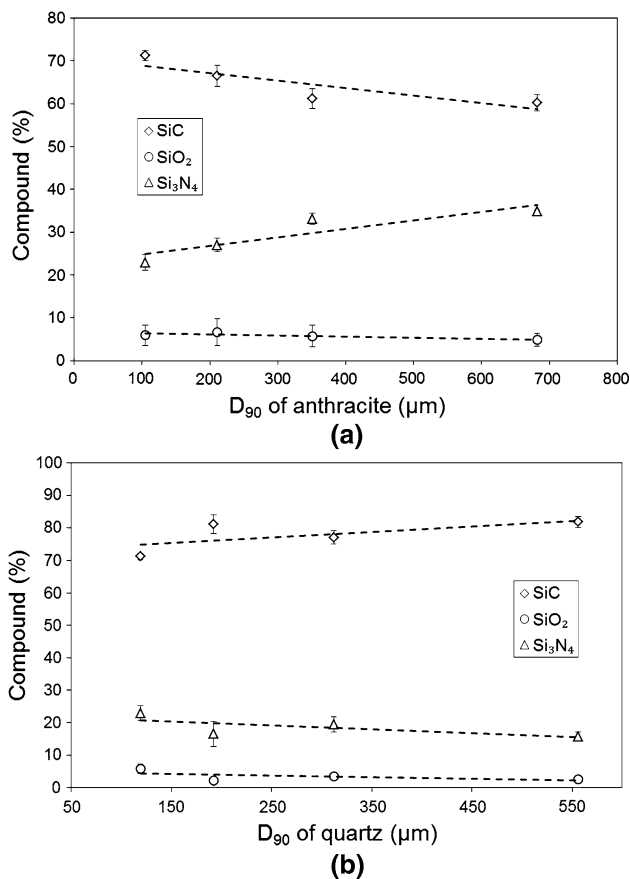 80
70
60
50
40
30
20
10
0
Compound (%)
SiC
SiO₂
Si₃N₄
0 100 200 300 400 500 600 700 800
D₉₀ of anthracite (μm)
(a)
100
90
80
70
60
50
40
30
20
10
0
Compound (%)
SiC
SiO₂
Si₃N₄
50 150 250 350 450 550
D₉₀ of quartz (μm)
(b)